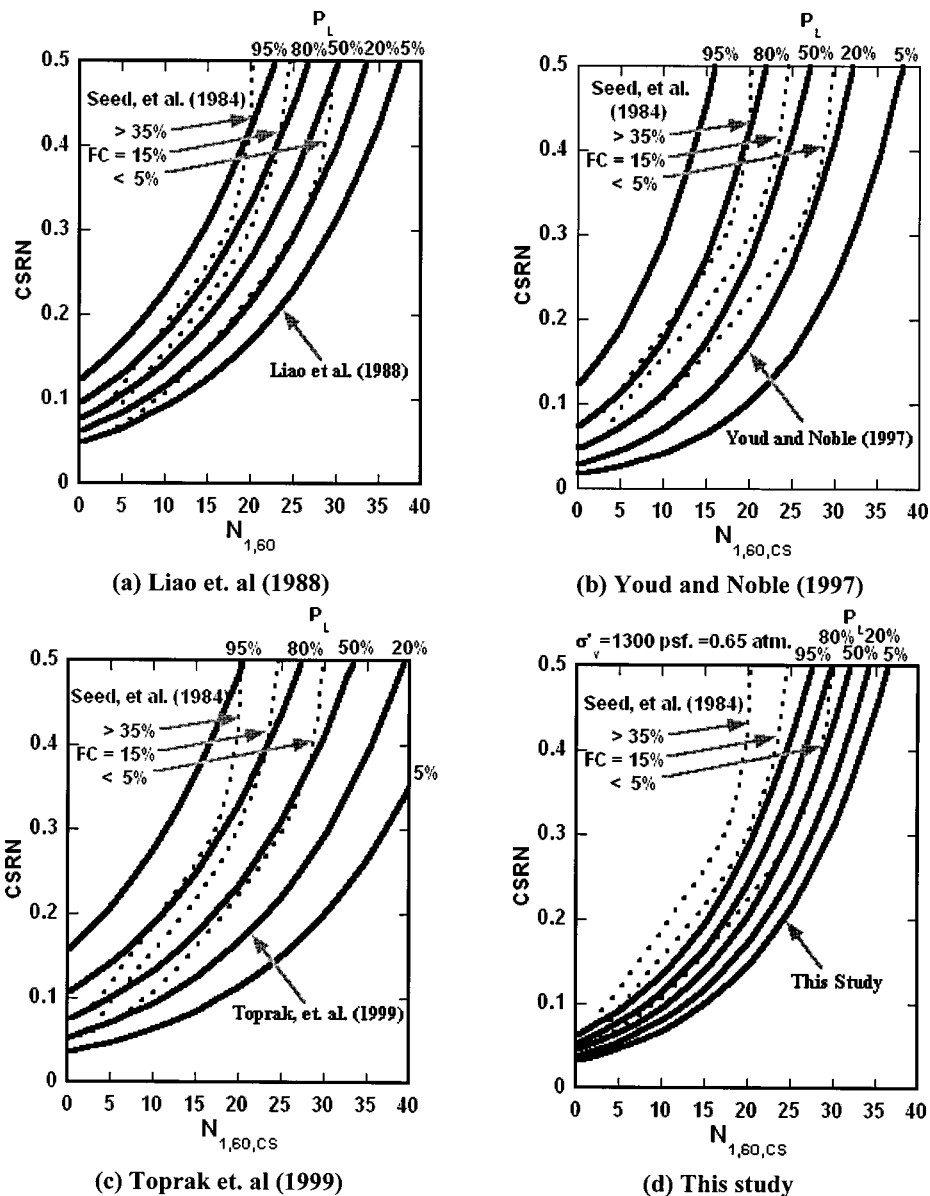 P_L
95% 80% 50% 20% 5%
0.5
Seed, et al. (1984)
> 35%
0.4
FC = 15%
< 5%
0.3
CSRN
0.2
Liao et al. (1988)
0.1
0
0 5 10 15 20 25 30 35 40
N_1,60
(a) Liao et. al (1988)
P_L
95% 80% 50% 20% 5%
0.5
Seed, et al.
(1984)
> 35%
0.4
FC = 15%
< 5%
0.3
CSRN
0.2
0.1
Youd and Noble (1997)
0
0 5 10 15 20 25 30 35 40
N_1,60,CS
(b) Youd and Noble (1997)
P_L
95% 80% 50% 20%
0.5
Seed, et al. (1984)
> 35%
0.4
FC = 15%
< 5%
5%
0.3
CSRN
0.2
0.1
Toprak, et. al. (1999)
0
0 5 10 15 20 25 30 35 40
N_1,60,CS
(c) Toprak et. al (1999)
P_L
σ'_v =1300 psf. =0.65 atm.
80% 20%
95% 50% 5%
0.5
Seed, et al. (1984)
> 35%
0.4
FC = 15%
< 5%
0.3
CSRN
0.2
This Study
0.1
0
0 5 10 15 20 25 30 35 40
N_1,60,CS
(d) This study